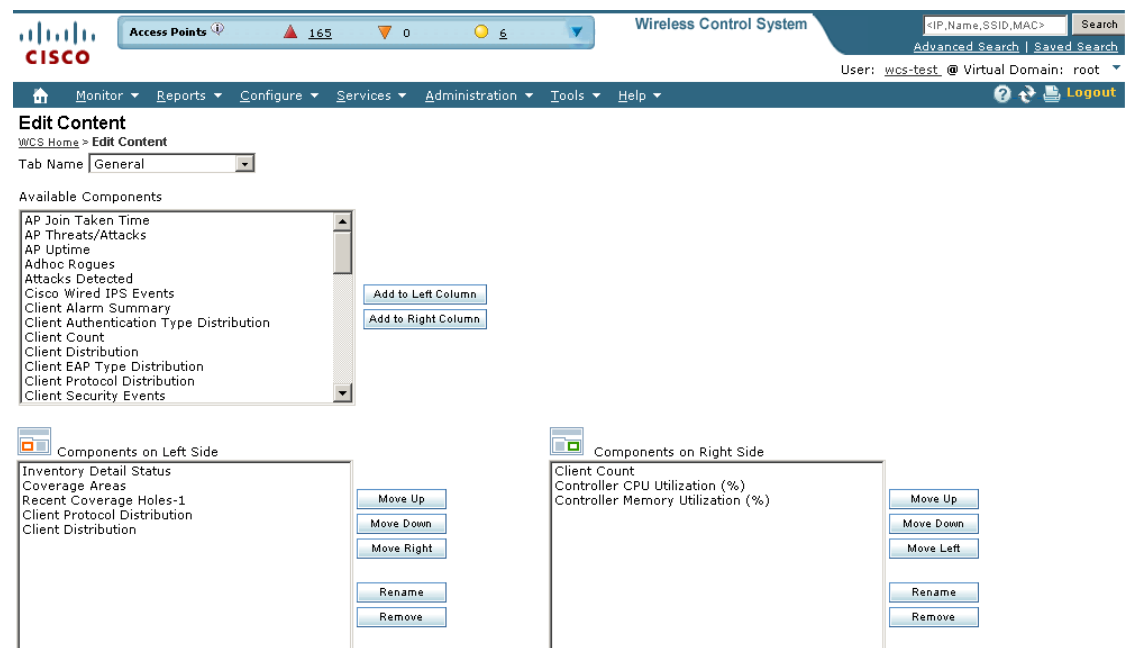 CISCO
Access Points 165 0 6
Wireless Control System
<IP,Name,SSID,MAC> Search
Advanced Search | Saved Search
User: wcs-test @ Virtual Domain: root
Monitor Reports Configure Services Administration Tools Help Logout
Edit Content
WCS Home > Edit Content
Tab Name General
Available Components
AP Join Taken Time
AP Threats/Attacks
AP Uptime
Adhoc Rogues
Attacks Detected
Cisco Wired IPS Events
Client Alarm Summary
Client Authentication Type Distribution
Client Count
Client Distribution
Client EAP Type Distribution
Client Protocol Distribution
Client Security Events
Add to Left Column
Add to Right Column
Components on Left Side
Inventory Detail Status
Coverage Areas
Recent Coverage Holes-1
Client Protocol Distribution
Client Distribution
Move Up
Move Down
Move Right
Rename
Remove
Components on Right Side
Client Count
Controller CPU Utilization (%)
Controller Memory Utilization (%)
Move Up
Move Down
Move Left
Rename
Remove